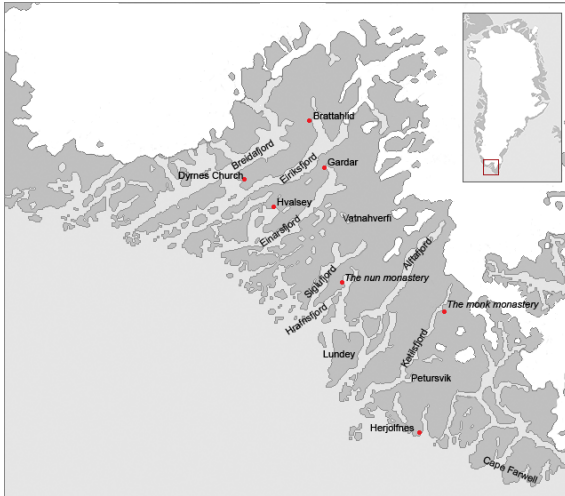 Brattahlid
Breidafjord
Eiriksfjord
Gardar
Dyrnes Church
Hvalsey
Einarsfjord
Vatnahverfi
Alftafjord
Siglufjord
The nun monastery
Hrafnsfjord
The monk monastery
Ketilsfjord
Lundey
Petursvik
Herjolfnes
Cape Farwell